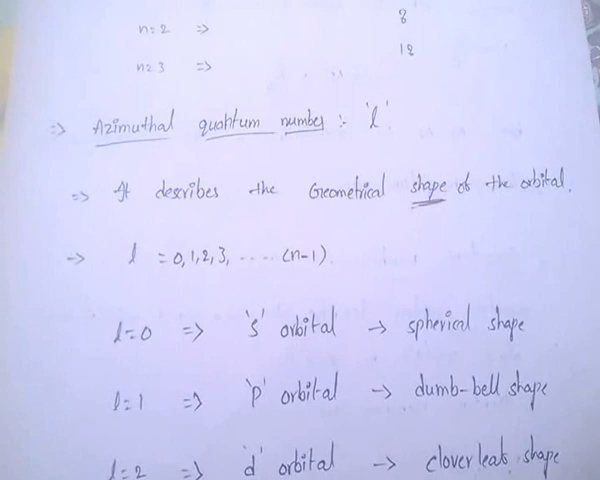 n=2 => 8
n=3 => 18
=> Azimuthal quantum number :- 'l'.
=> It describes the Geometrical shape of the orbital.
-> l = 0,1,2,3, ..... (n-1).
l=0 => 's' orbital -> spherical shape
l=1 => 'p' orbital -> dumb-bell shape
l=2 => 'd' orbital -> clover leaf shape